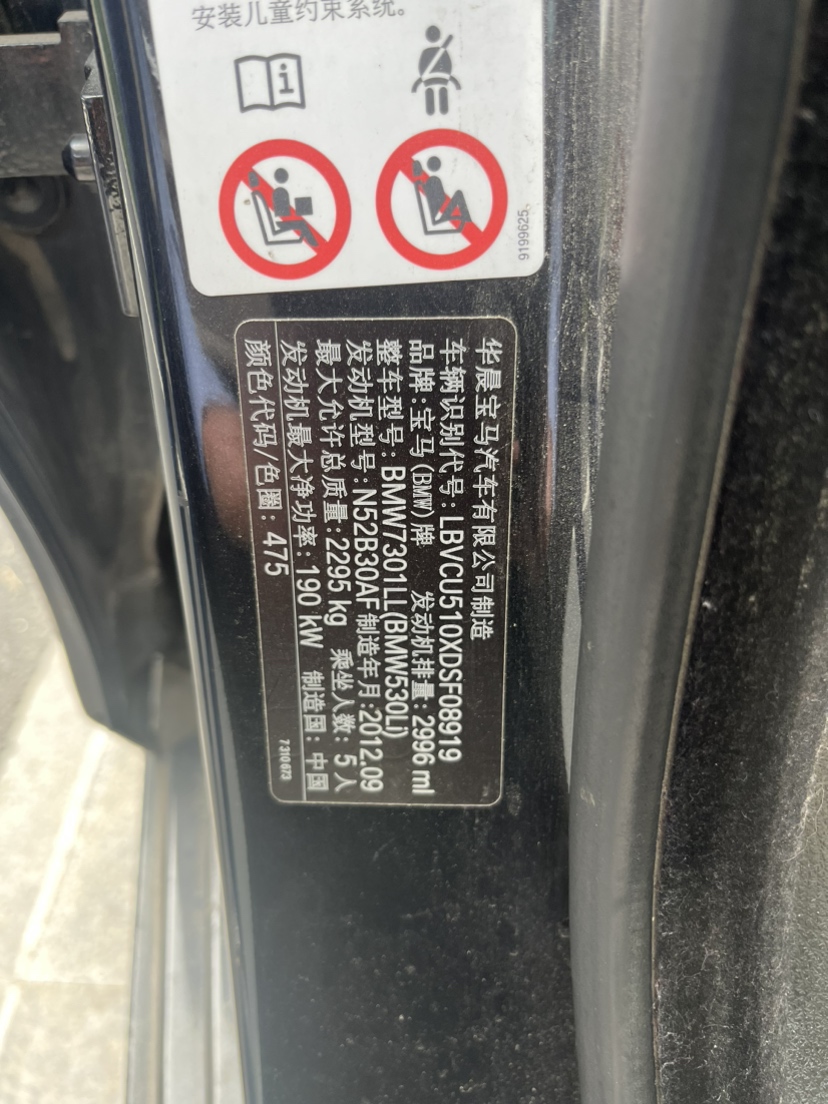 安装儿童约束系统。
9199625
华晨宝马汽车有限公司制造
车辆识别代号: LBVCU510XDSF08919
品牌: 宝马(BMW)牌 发动机排量: 2996 ml
整车型号: BMW7301LL(BMW530Li)
发动机型号: N52B30AF 制造年月:2012.09
最大允许总质量: 2295 kg 乘坐人数: 5 人
发动机最大净功率: 190 kW 制造国: 中国
颜色代码/色圈: 475
7 310 673